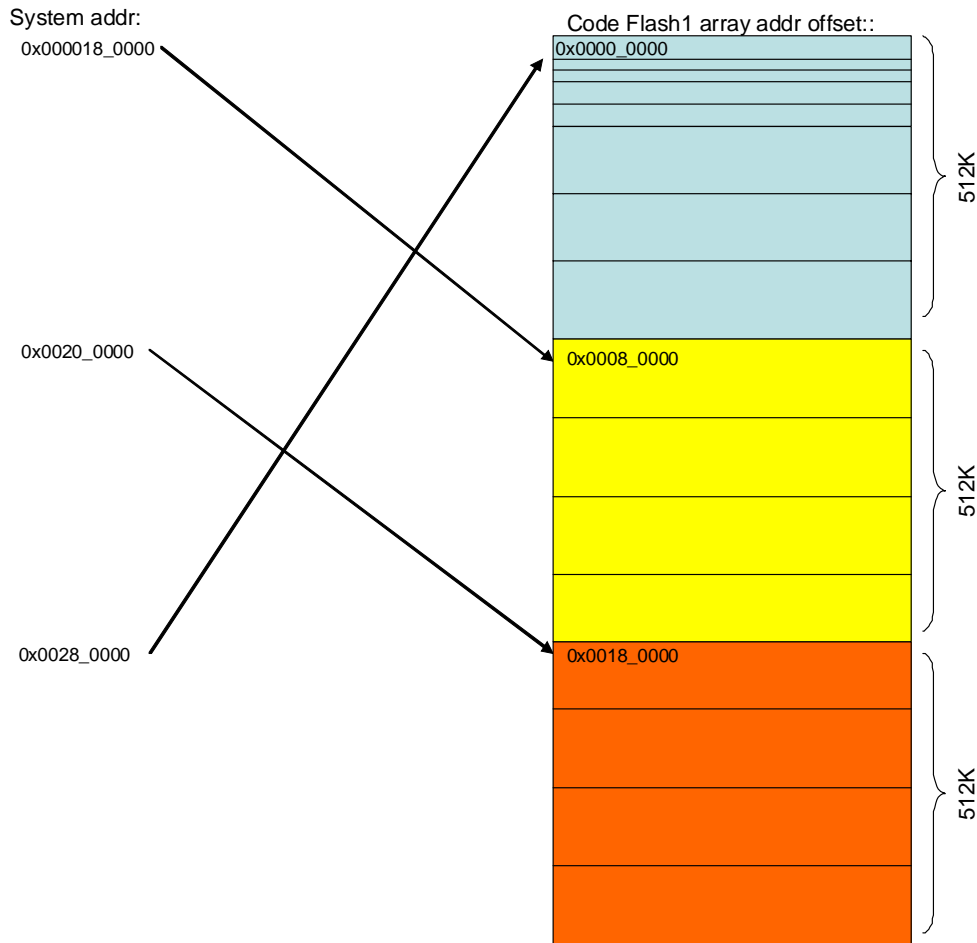 System addr:
0x000018_0000
0x0020_0000
0x0028_0000
Code Flash1 array addr offset::
0x0000_0000
0x0008_0000
0x0018_0000
512K
512K
512K